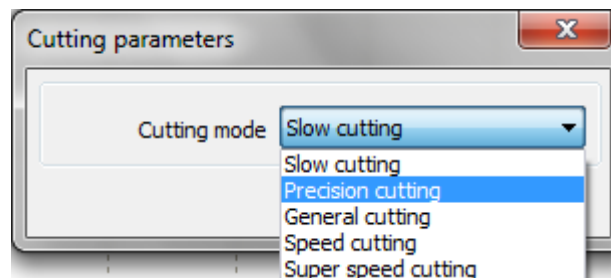 Cutting parameters
Cutting mode Slow cutting
Slow cutting
Precision cutting
General cutting
Speed cutting
Super speed cutting